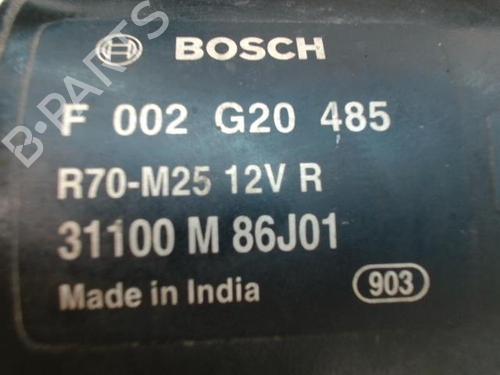 BOSCH
F 002 G20 485
R70-M25 12V R
31100 M 86J01
Made in India 903
B-PARTS